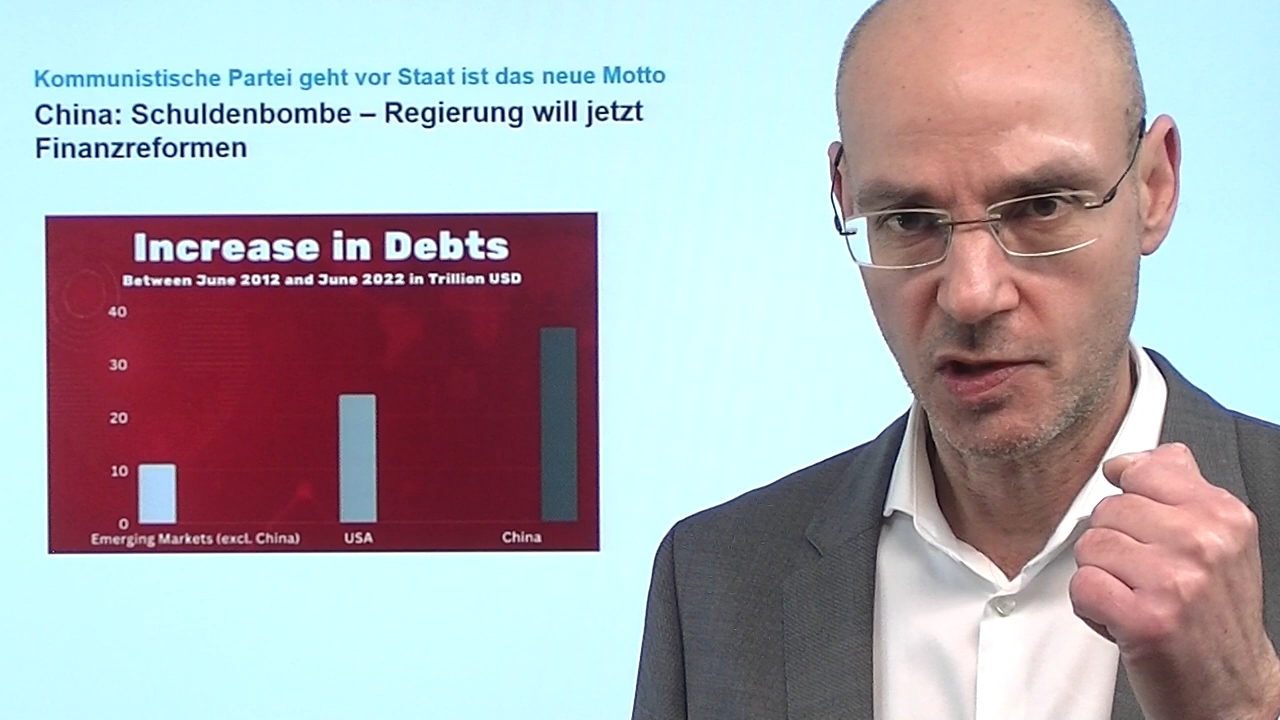 Kommunistische Partei geht vor Staat ist das neue Motto
China: Schuldenbombe – Regierung will jetzt
Finanzreformen
Increase in Debts
Between June 2012 and June 2022 in Trillion USD
40
30
20
10
0
Emerging Markets (excl. China)
USA
China